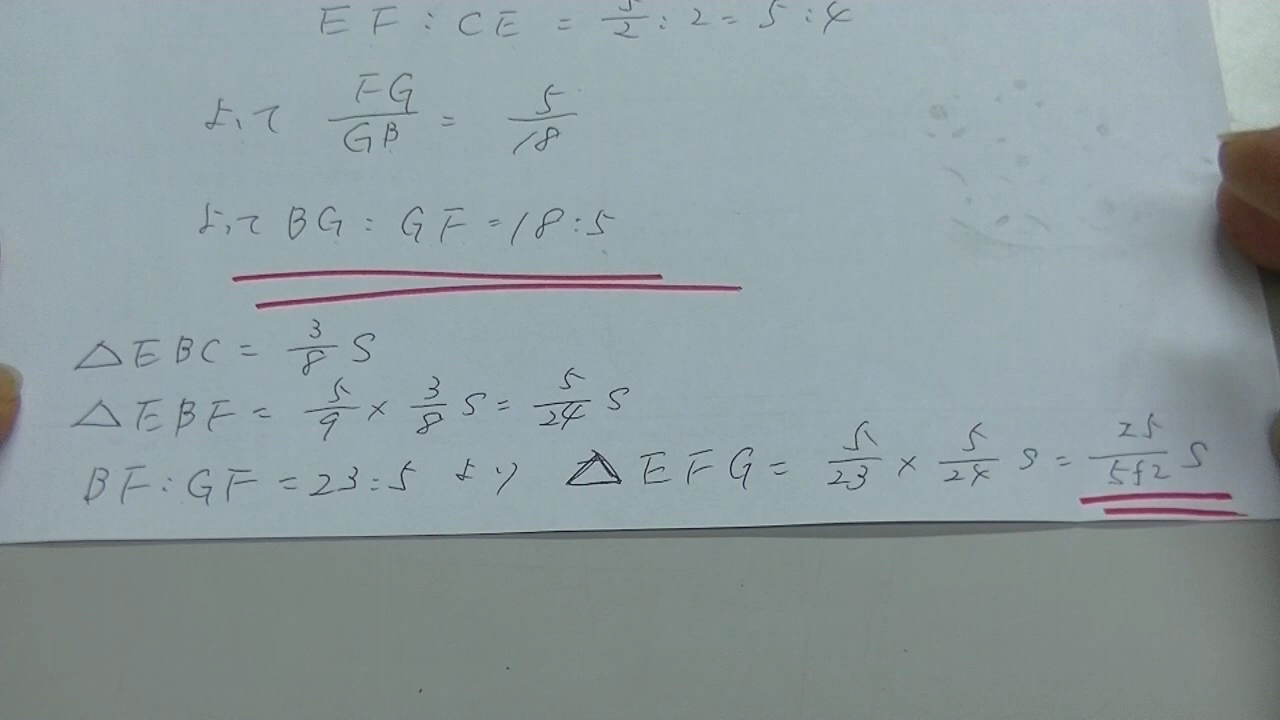 EF : CE = 5/2 : 2 = 5 : 4
よって FG/GB = 5/18
よって BG : GF = 18 : 5
△EBC = 3/8 S
△EBF = 5/9 × 3/8 S = 5/24 S
BF : GF = 23 : 5 より △EFG = 5/23 × 5/24 S = 25/552 S